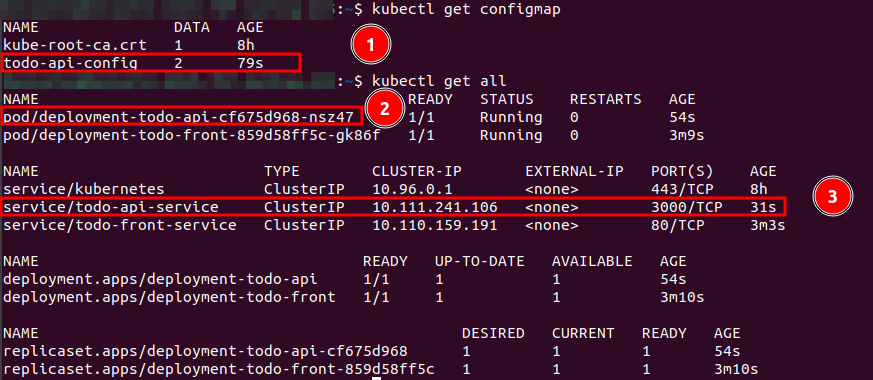 :~$ kubectl get configmap
NAME DATA AGE
kube-root-ca.crt 1 8h
todo-api-config 2 79s
1
:~$ kubectl get all
NAME READY STATUS RESTARTS AGE
pod/deployment-todo-api-cf675d968-nsz47 1/1 Running 0 54s
2
pod/deployment-todo-front-859d58ff5c-gk86f 1/1 Running 0 3m9s
NAME TYPE CLUSTER-IP EXTERNAL-IP PORT(S) AGE
service/kubernetes ClusterIP 10.96.0.1 <none> 443/TCP 8h
service/todo-api-service ClusterIP 10.111.241.106 <none> 3000/TCP 31s
3
service/todo-front-service ClusterIP 10.110.159.191 <none> 80/TCP 3m3s
NAME READY UP-TO-DATE AVAILABLE AGE
deployment.apps/deployment-todo-api 1/1 1 1 54s
deployment.apps/deployment-todo-front 1/1 1 1 3m10s
NAME DESIRED CURRENT READY AGE
replicaset.apps/deployment-todo-api-cf675d968 1 1 1 54s
replicaset.apps/deployment-todo-front-859d58ff5c 1 1 1 3m10s